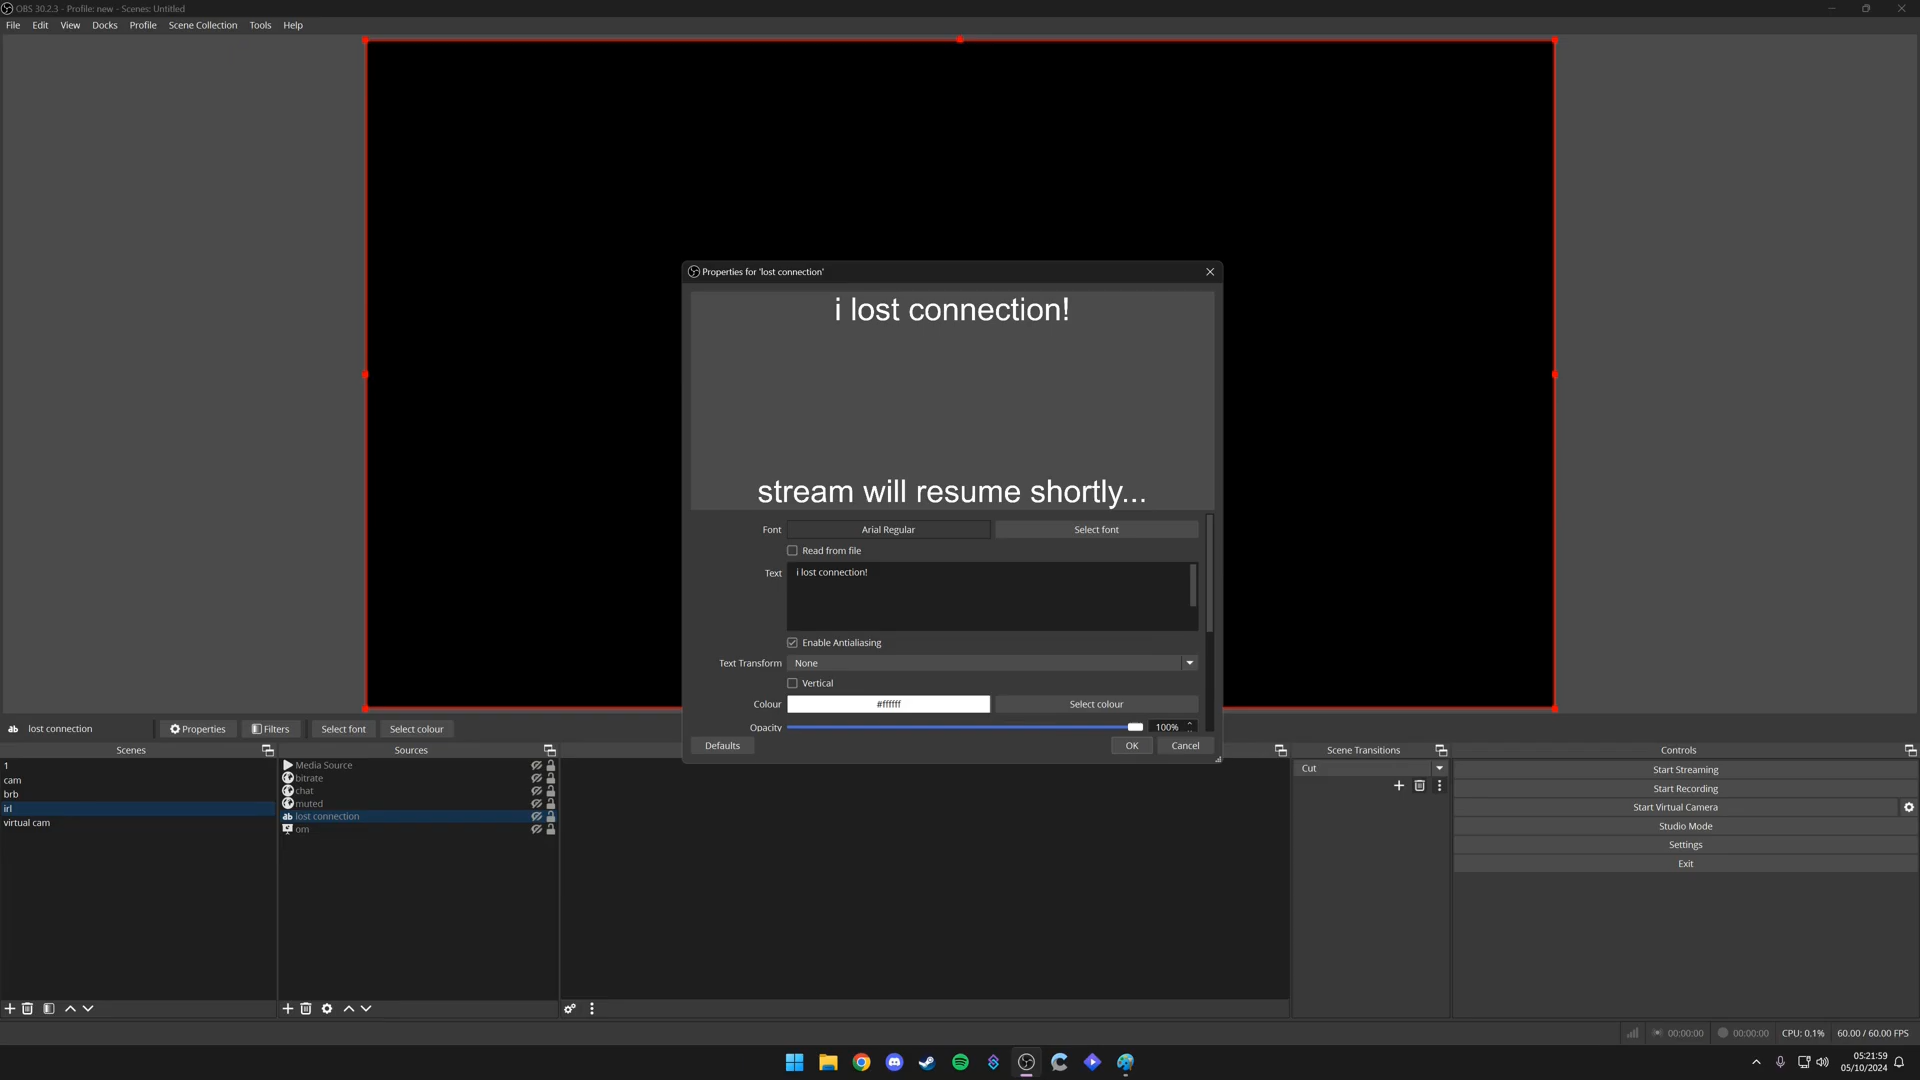 OBS 30.2.3 - Profile: new - Scenes: Untitled
File Edit View Docks Profile Scene Collection Tools Help
Properties for 'lost connection'
i lost connection!
stream will resume shortly...
Font Arial Regular Select font
Read from file
Text i lost connection!
Enable Antialiasing
Text Transform None
Vertical
Colour #ffffff Select colour
Opacity 100%
Defaults OK Cancel
ab lost connection Properties Filters Select font Select colour
Scenes
1
cam
brb
irl
virtual cam
Sources
Media Source
bitrate
chat
muted
ab lost connection
om
Scene Transitions
Cut
Controls
Start Streaming
Start Recording
Start Virtual Camera
Studio Mode
Settings
Exit
00:00:00 00:00:00 CPU: 0.1% 60.00 / 60.00 FPS
05:21:59
05/10/2024